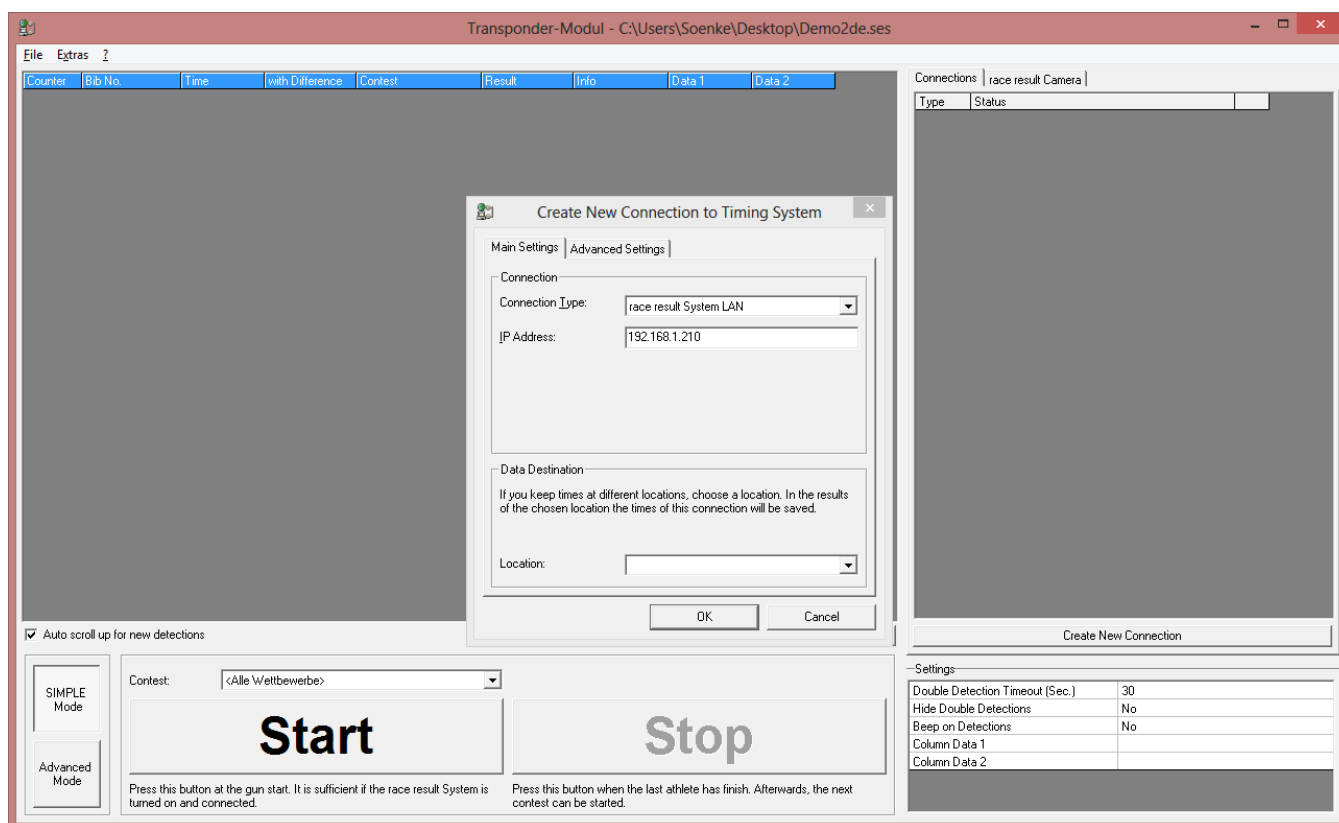 Transponder-Modul - C:\Users\Soenke\Desktop\Demo2de.ses
File Extras ?
Counter Bib No. Time with Difference Contest Result Info Data 1 Data 2
Connections race result Camera
Type Status
Create New Connection to Timing System
Main Settings Advanced Settings
Connection
Connection Type: race result System LAN
IP Address: 192.168.1.210
Data Destination
If you keep times at different locations, choose a location. In the results
of the chosen location the times of this connection will be saved.
Location:
OK Cancel
Auto scroll up for new detections
Create New Connection
SIMPLE
Mode
Advanced
Mode
Contest: <Alle Wettbewerbe>
Start
Press this button at the gun start. It is sufficient if the race result System is
turned on and connected.
Stop
Press this button when the last athlete has finish. Afterwards, the next
contest can be started.
Settings
Double Detection Timeout (Sec.) 30
Hide Double Detections No
Beep on Detections No
Column Data 1
Column Data 2